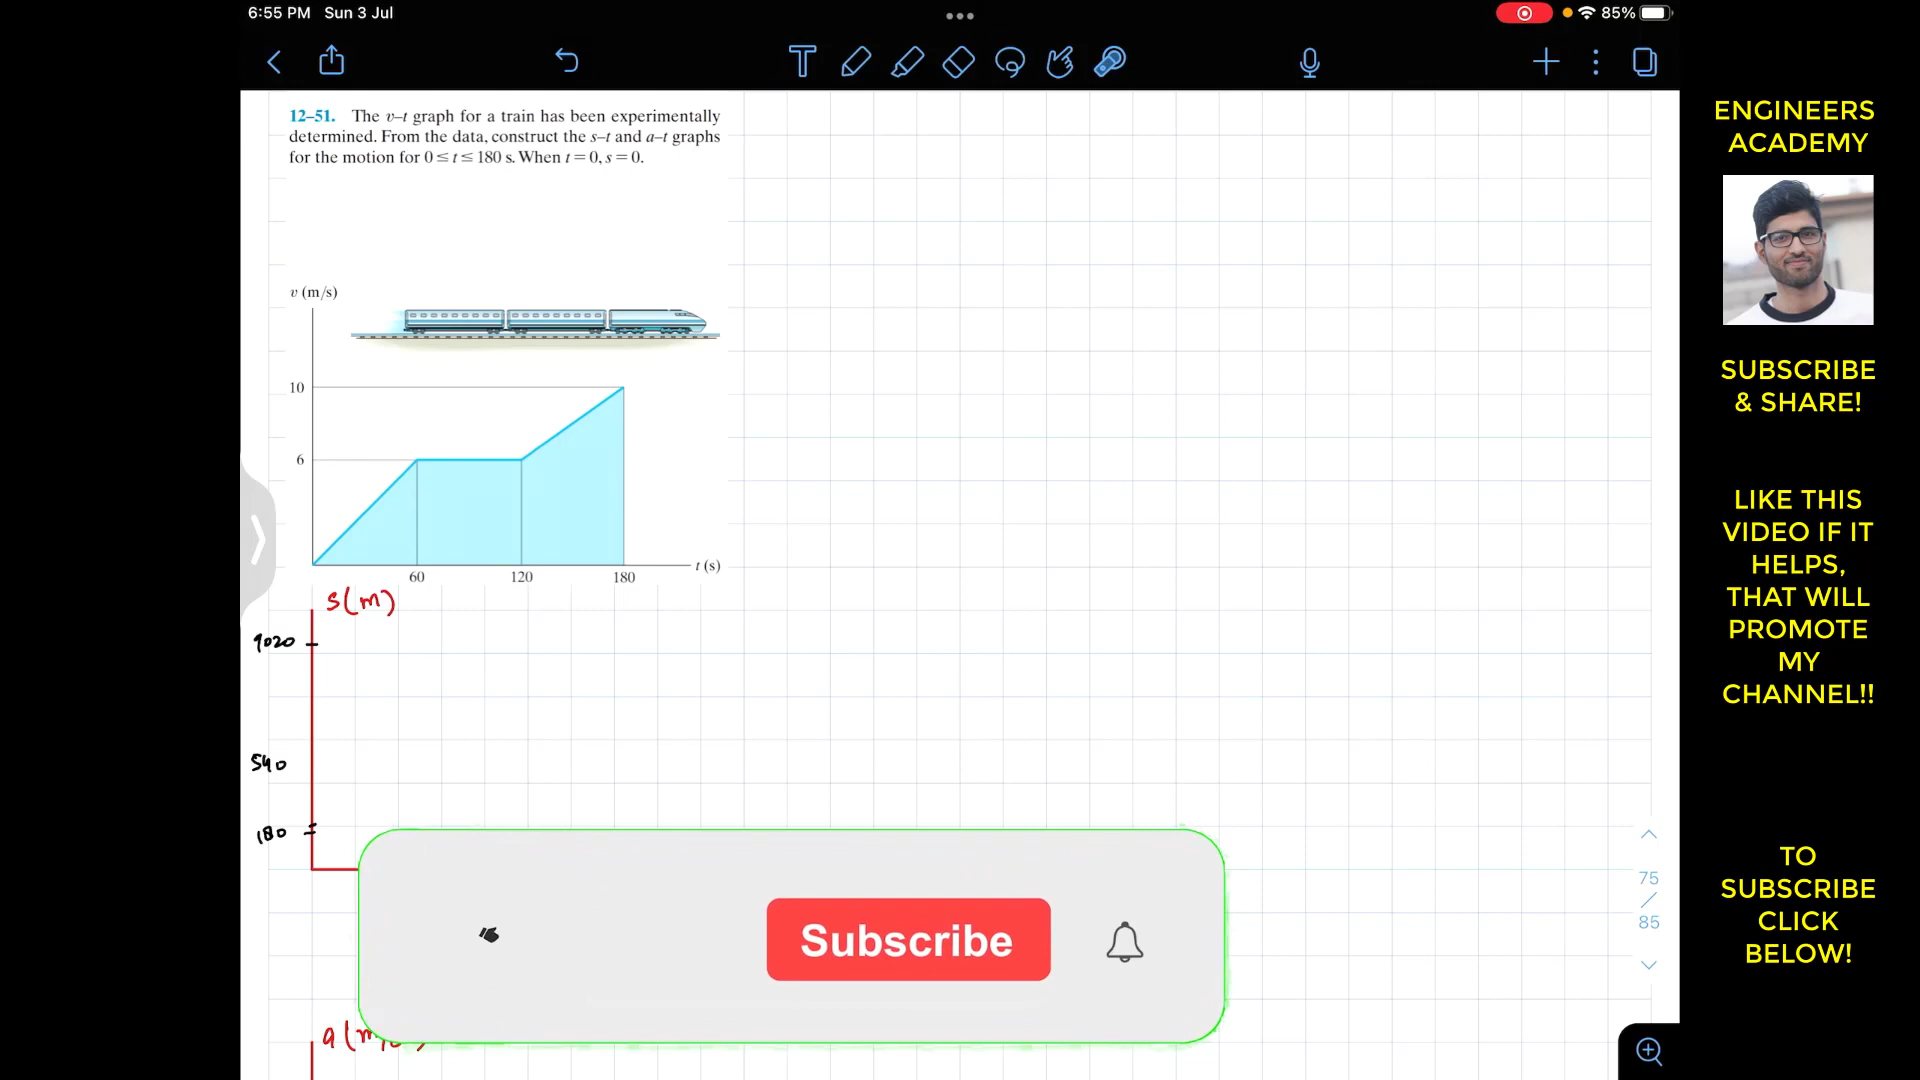 6:55 PM Sun 3 Jul
85%
12–51. The v–t graph for a train has been experimentally
determined. From the data, construct the s–t and a–t graphs
for the motion for 0 ≤ t ≤ 180 s. When t = 0, s = 0.
v (m/s)
10
6
60 120 180
t (s)
s(m)
1020
540
180
Subscribe
75
/
85
ENGINEERS
ACADEMY
SUBSCRIBE
& SHARE!
LIKE THIS
VIDEO IF IT
HELPS,
THAT WILL
PROMOTE
MY
CHANNEL!!
TO
SUBSCRIBE
CLICK
BELOW!